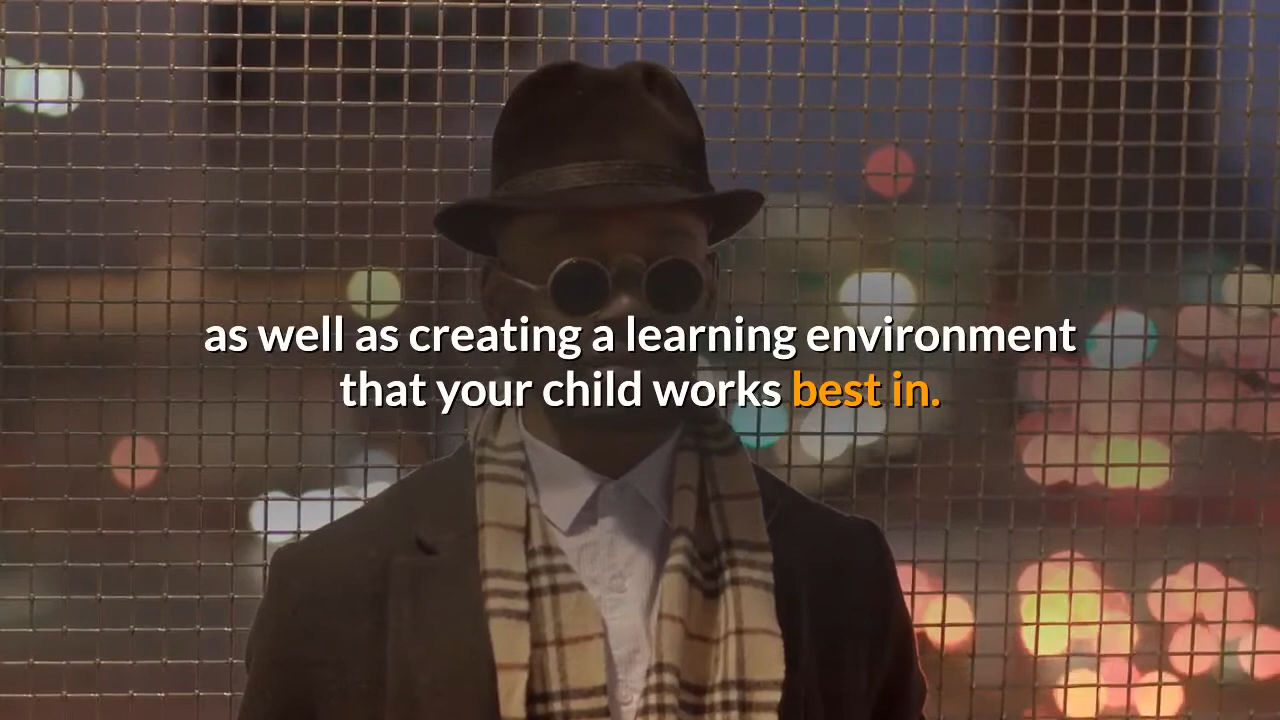 as well as creating a learning environment
that your child works best in.